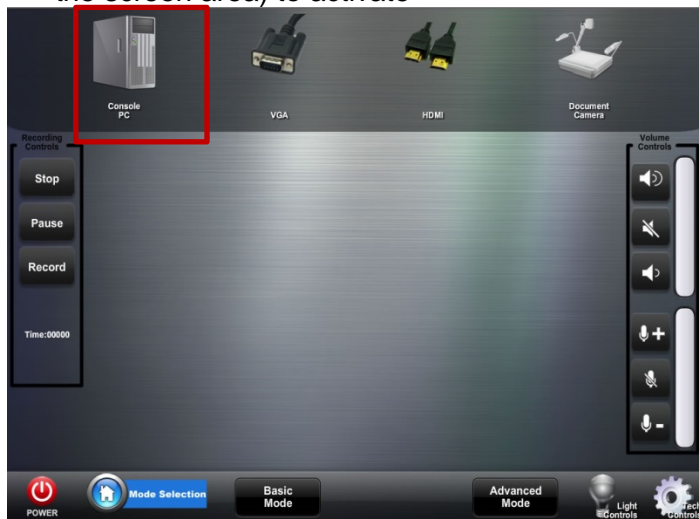 the screen area) to activate
Console
PC
VGA
HDMI
Document
Camera
Recording
Controls
Stop
Pause
Record
Time:00000
Volume
Controls
POWER
Mode Selection
Basic
Mode
Advanced
Mode
Light
Controls
Tech
Control